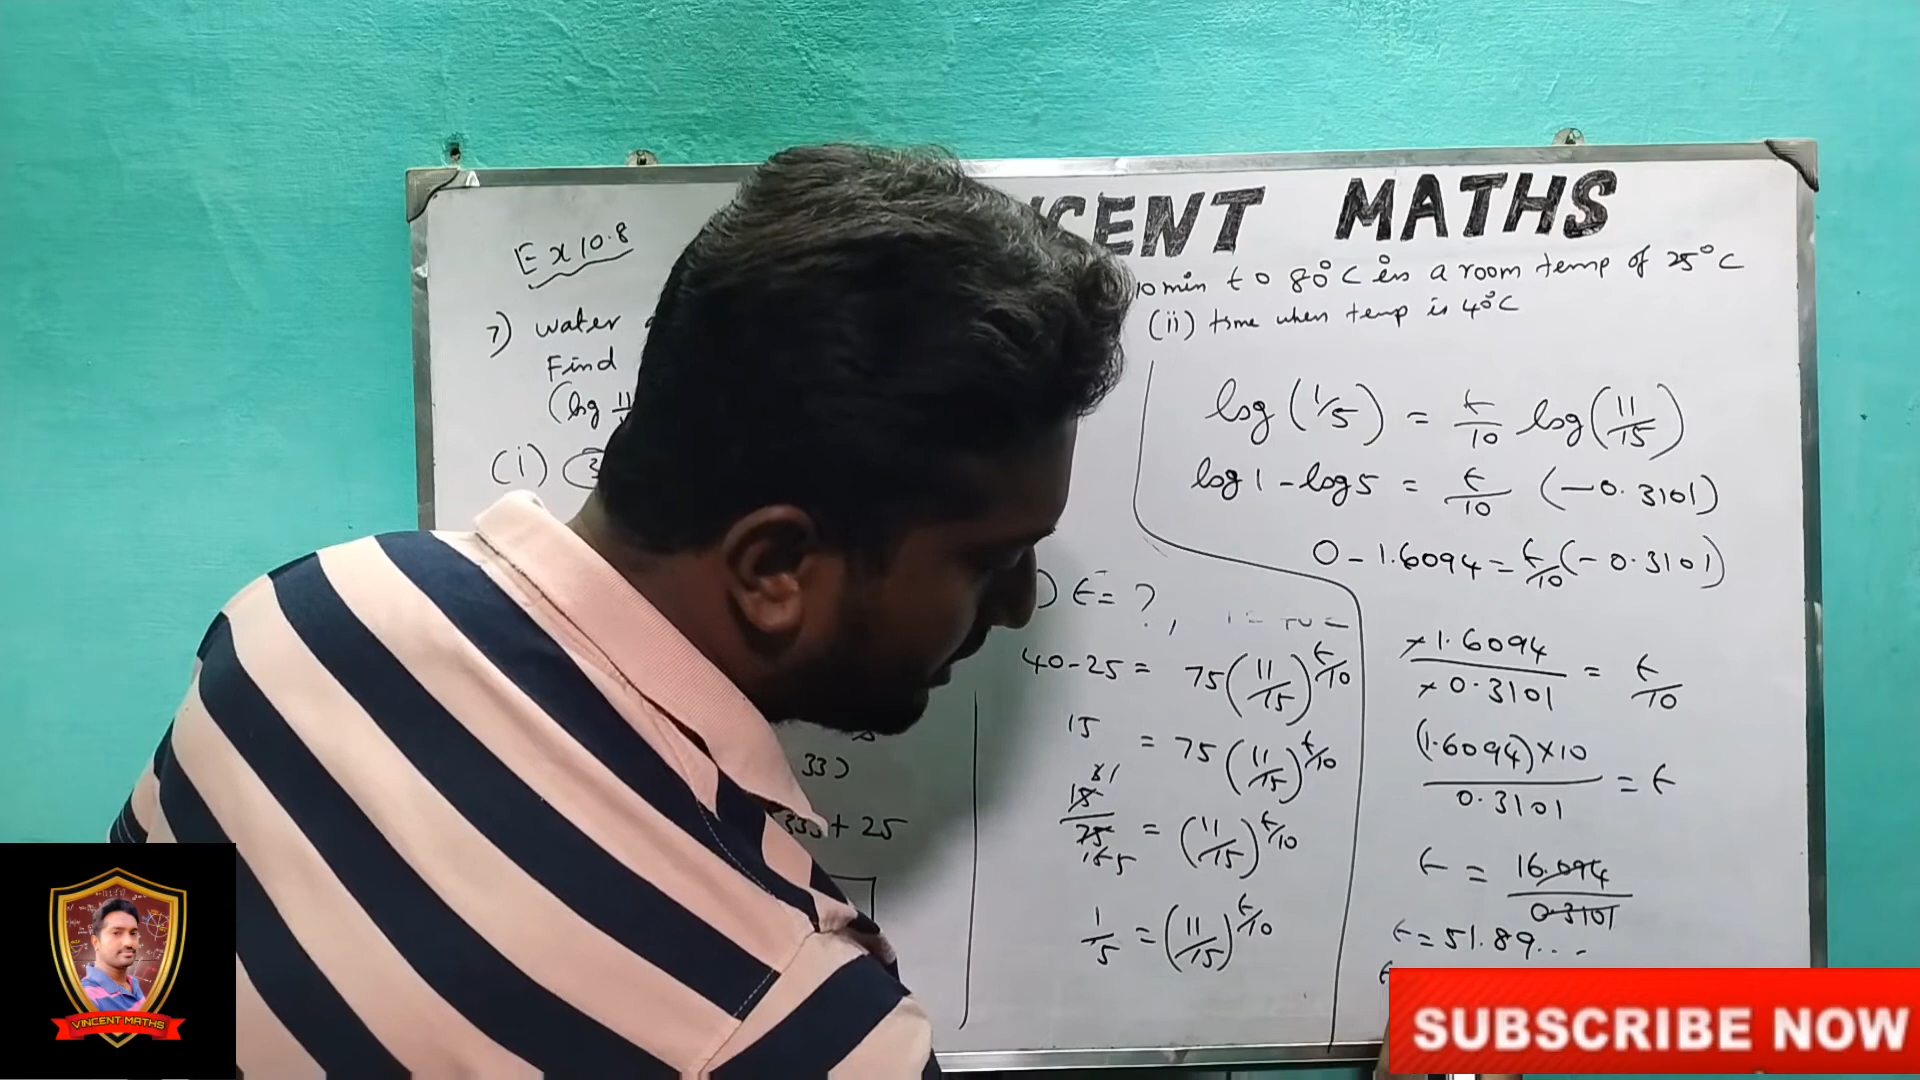 CENT MATHS
Ex 10.8
10 min to 80°C in a room temp of 25°C
7) water
(ii) time when temp is 40°C
Find
(log 11
(i)
log (1/5) = t/10 log (11/15)
log 1 - log 5 = t/10 (-0.3101)
0 - 1.6094 = t/10 (-0.3101)
) t = ?,
40-25 = 75 (11/15)^t/10
15 = 75 (11/15)^t/10
15/75 = (11/15)^t/10
1/5 = (11/15)^t/10
-1.6094/-0.3101 = t/10
(1.6094)×10/0.3101 = t
t = 16.094/0.3101
t = 51.89...
33)
333 + 25
VINCENT MATHS
SUBSCRIBE NOW